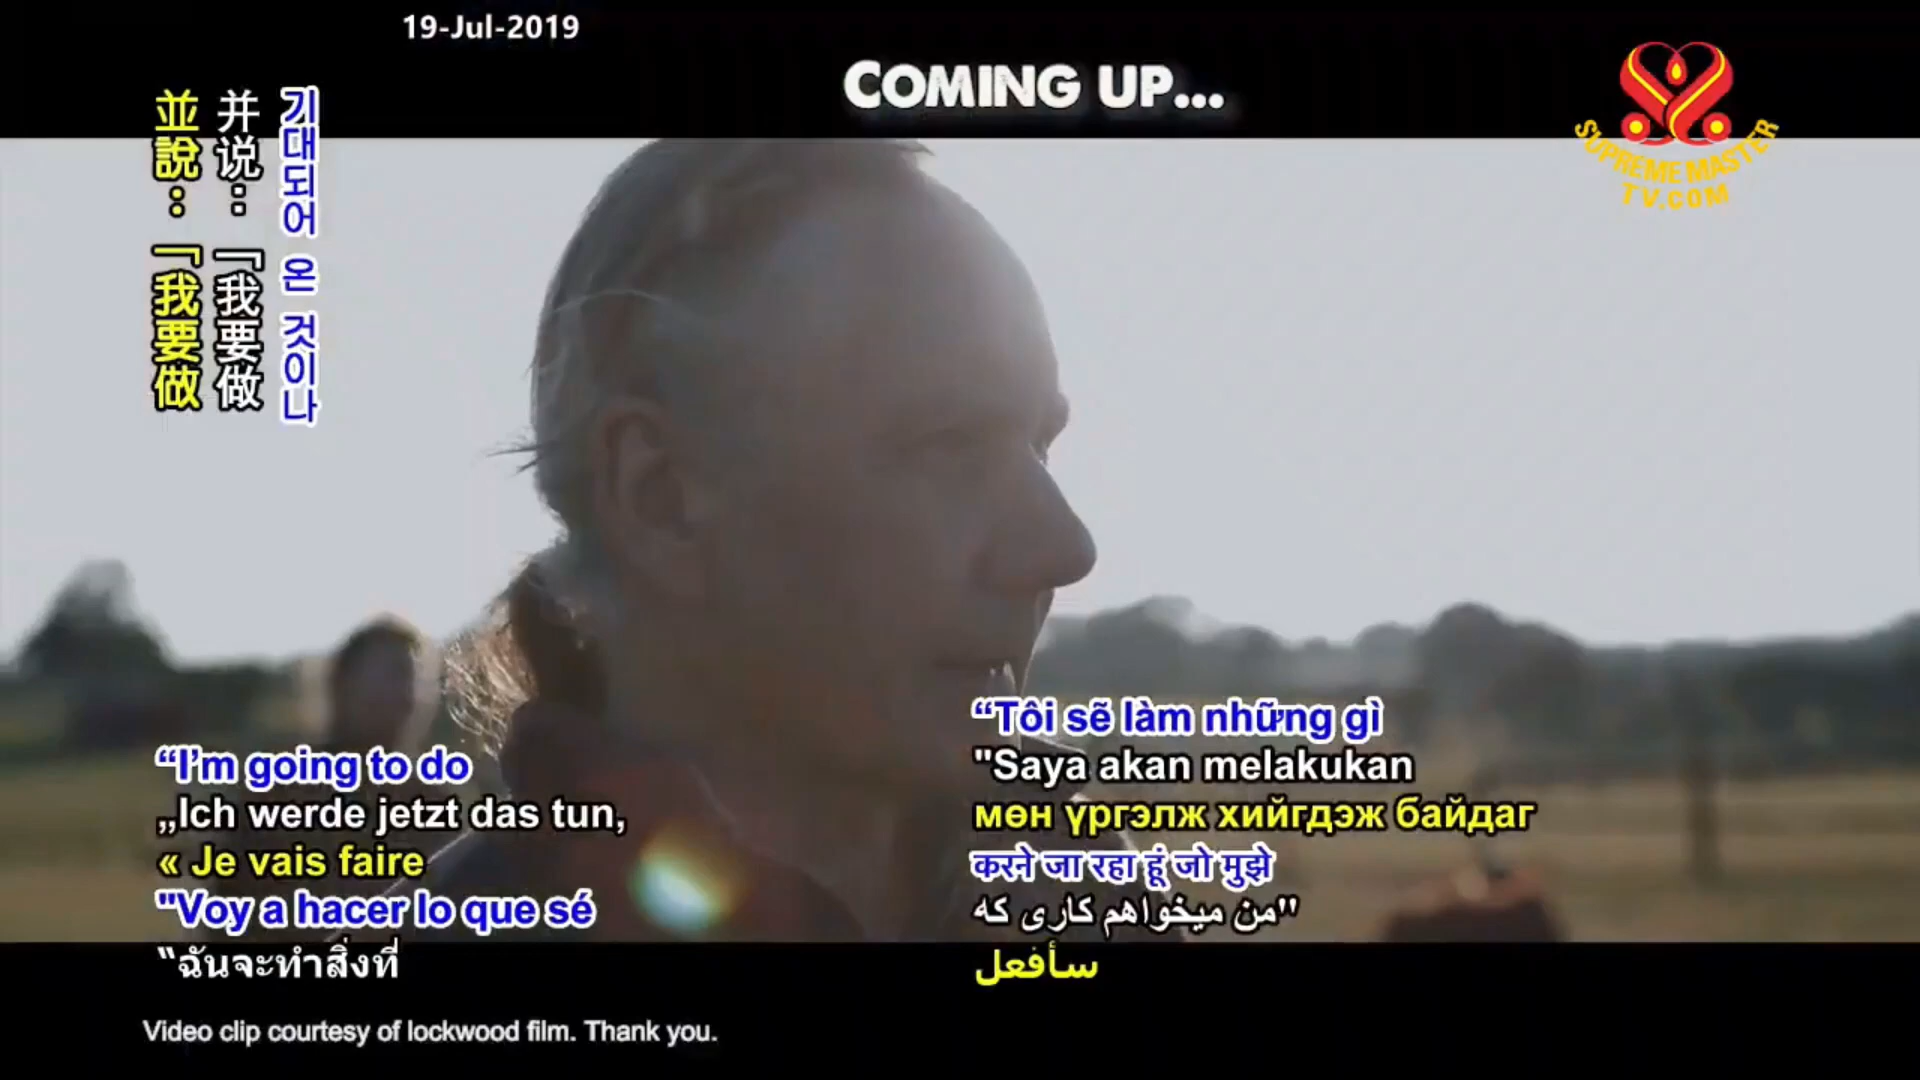 19-Jul-2019
COMING UP...
SUPREME MASTER
TV.COM
並說：「我要做
并说：「我要做
기대되어 온 것이나
“I'm going to do
„Ich werde jetzt das tun,
« Je vais faire
"Voy a hacer lo que sé
“ฉันจะทำสิ่งที่
“Tôi sẽ làm những gì
"Saya akan melakukan
мөн үргэлж хийгдэж байдаг
करने जा रहा हूं जो मुझे
"من میخواهم کاری که
سأفعل
Video clip courtesy of lockwood film. Thank you.